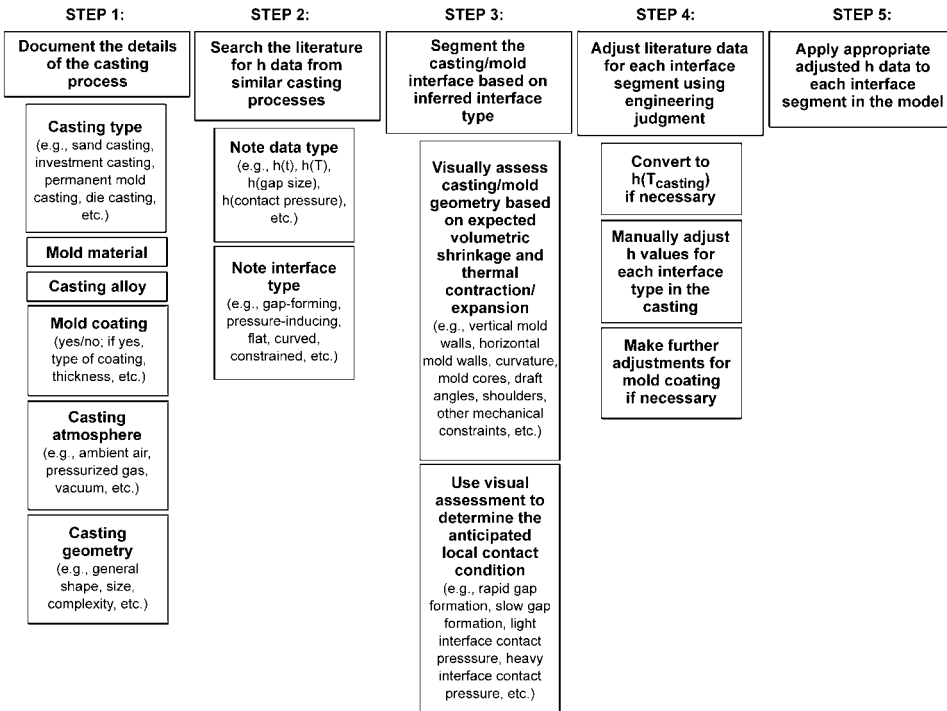 STEP 1:
Document the details
of the casting
process
Casting type
(e.g., sand casting,
investment casting,
permanent mold
casting, die casting,
etc.)
Mold material
Casting alloy
Mold coating
(yes/no; if yes,
type of coating,
thickness, etc.)
Casting
atmosphere
(e.g., ambient air,
pressurized gas,
vacuum, etc.)
Casting
geometry
(e.g., general
shape, size,
complexity, etc.)
STEP 2:
Search the literature
for h data from
similar casting
processes
Note data type
(e.g., h(t), h(T),
h(gap size),
h(contact pressure),
etc.)
Note interface
type
(e.g., gap-forming,
pressure-inducing,
flat, curved,
constrained, etc.)
STEP 3:
Segment the
casting/mold
interface based on
inferred interface
type
Visually assess
casting/mold
geometry based on
expected
volumetric
shrinkage and
thermal
contraction/
expansion
(e.g., vertical mold
walls, horizontal
mold walls, curvature,
mold cores, draft
angles, shoulders,
other mechanical
constraints, etc.)
Use visual
assessment to
determine the
anticipated
local contact
condition
(e.g., rapid gap
formation, slow gap
formation, light
interface contact
presssure, heavy
interface contact
pressure, etc.)
STEP 4:
Adjust literature data
for each interface
segment using
engineering
judgment
Convert to
h(Tcasting)
if necessary
Manually adjust
h values for
each interface
type in the
casting
Make further
adjustments for
mold coating
if necessary
STEP 5:
Apply appropriate
adjusted h data to
each interface
segment in the model